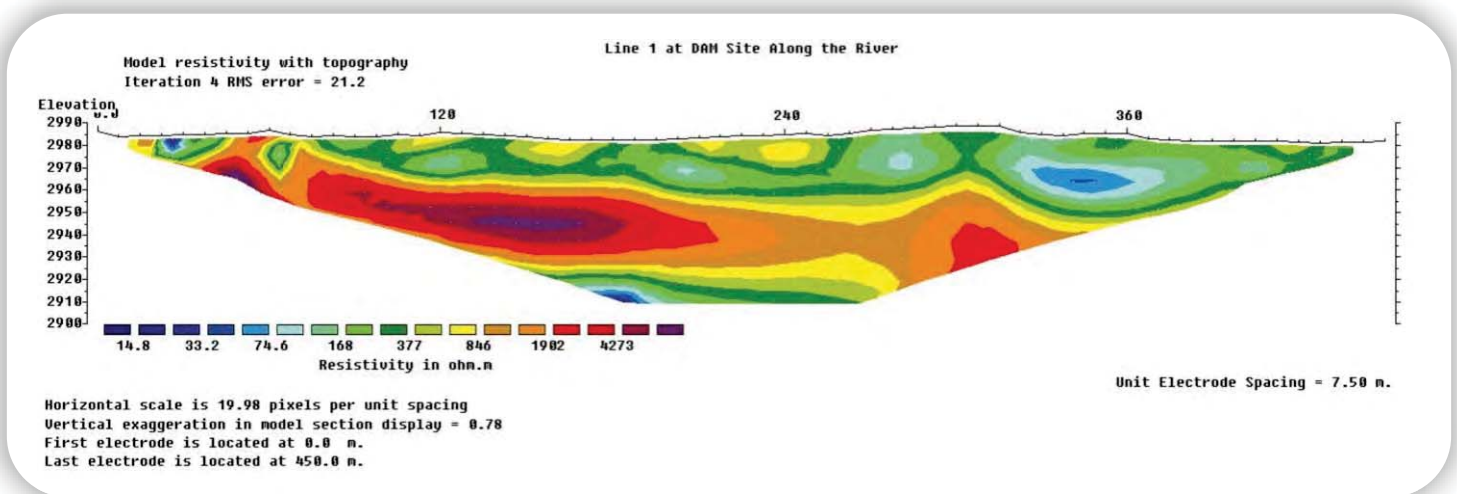 Line 1 at DAM Site Along the River
Model resistivity with topography
Iteration 4 RMS error = 21.2
Elevation
0.0 120 240 360
2990
2980
2970
2960
2950
2940
2930
2920
2910
2900
14.8 33.2 74.6 168 377 846 1902 4273
Resistivity in ohm.m
Unit Electrode Spacing = 7.50 m.
Horizontal scale is 19.98 pixels per unit spacing
Vertical exaggeration in model section display = 0.78
First electrode is located at 0.0 m.
Last electrode is located at 450.0 m.